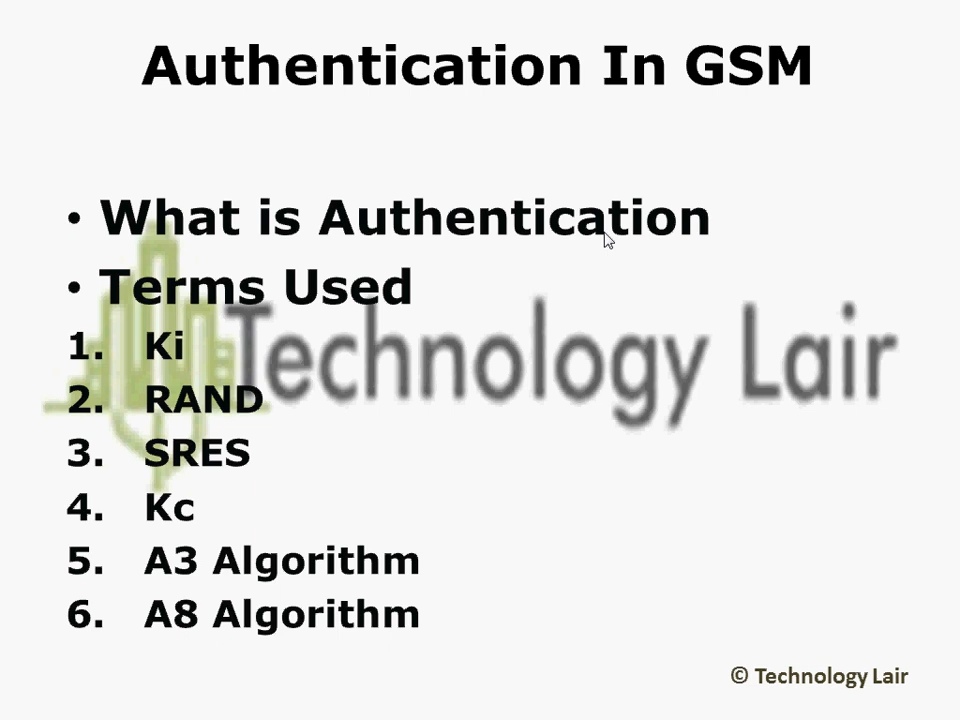 Authentication In GSM
• What is Authentication
• Terms Used
1. Ki
Technology Lair
2. RAND
3. SRES
4. Kc
5. A3 Algorithm
6. A8 Algorithm
© Technology Lair